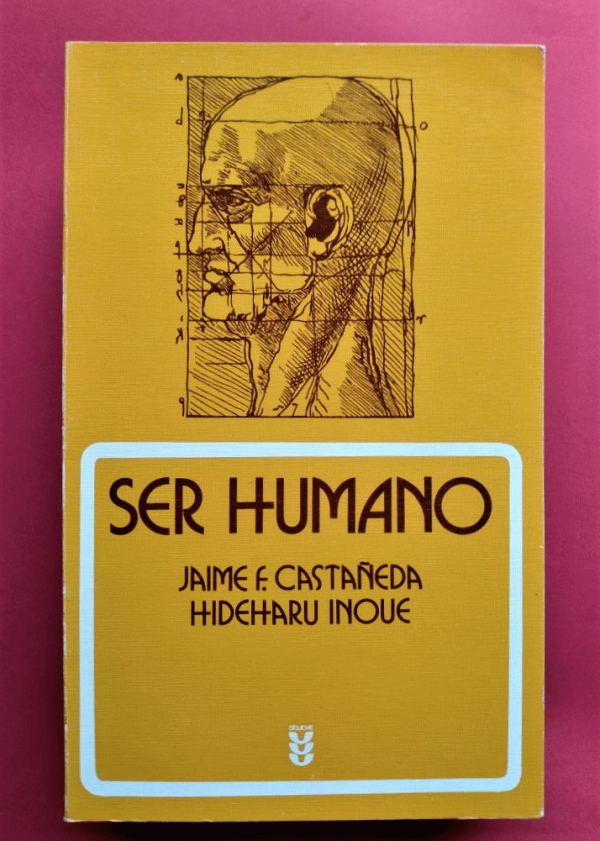 SER HUMANO
JAIME F. CASTAÑEDA
HIDEHARU INOUE